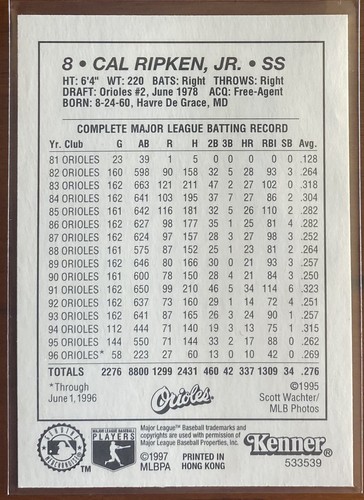 8 • CAL RIPKEN, JR. • SS
HT: 6'4" WT: 220 BATS: Right THROWS: Right
DRAFT: Orioles #2, June 1978 ACQ: Free-Agent
BORN: 8-24-60, Havre De Grace, MD
COMPLETE MAJOR LEAGUE BATTING RECORD
Yr. Club G AB R H 2B 3B HR RBI SB Avg.
81 ORIOLES 23 39 1 5 0 0 0 0 0 .128
82 ORIOLES 160 598 90 158 32 5 28 93 3 .264
83 ORIOLES 162 663 121 211 47 2 27 102 0 .318
84 ORIOLES 162 641 103 195 37 7 27 86 2 .304
85 ORIOLES 161 642 116 181 32 5 26 110 2 .282
86 ORIOLES 162 627 98 177 35 1 25 81 4 .282
87 ORIOLES 162 624 97 157 28 3 27 98 3 .252
88 ORIOLES 161 575 87 152 25 1 23 81 2 .264
89 ORIOLES 162 646 80 166 30 0 21 93 3 .257
90 ORIOLES 161 600 78 150 28 4 21 84 3 .250
91 ORIOLES 162 650 99 210 46 5 34 114 6 .323
92 ORIOLES 162 637 73 160 29 1 14 72 4 .251
93 ORIOLES 162 641 87 165 26 3 24 90 1 .257
94 ORIOLES 112 444 71 140 19 3 13 75 1 .315
95 ORIOLES 144 550 71 144 33 2 17 88 0 .262
96 ORIOLES* 58 223 27 60 13 0 10 42 0 .269
TOTALS 2276 8800 1299 2431 460 42 337 1309 34 .276
*Through
June 1, 1996
Orioles
©1995
Scott Wachter/
MLB Photos
GENUINE
MERCHANDISE
TM
MAJOR LEAGUE BASEBALL
PLAYERS
Major League™ Baseball trademarks and
copyrights are used with permission of
Major League Baseball Properties, Inc.
©1997
MLBPA
PRINTED IN
HONG KONG
Kenner®
533539